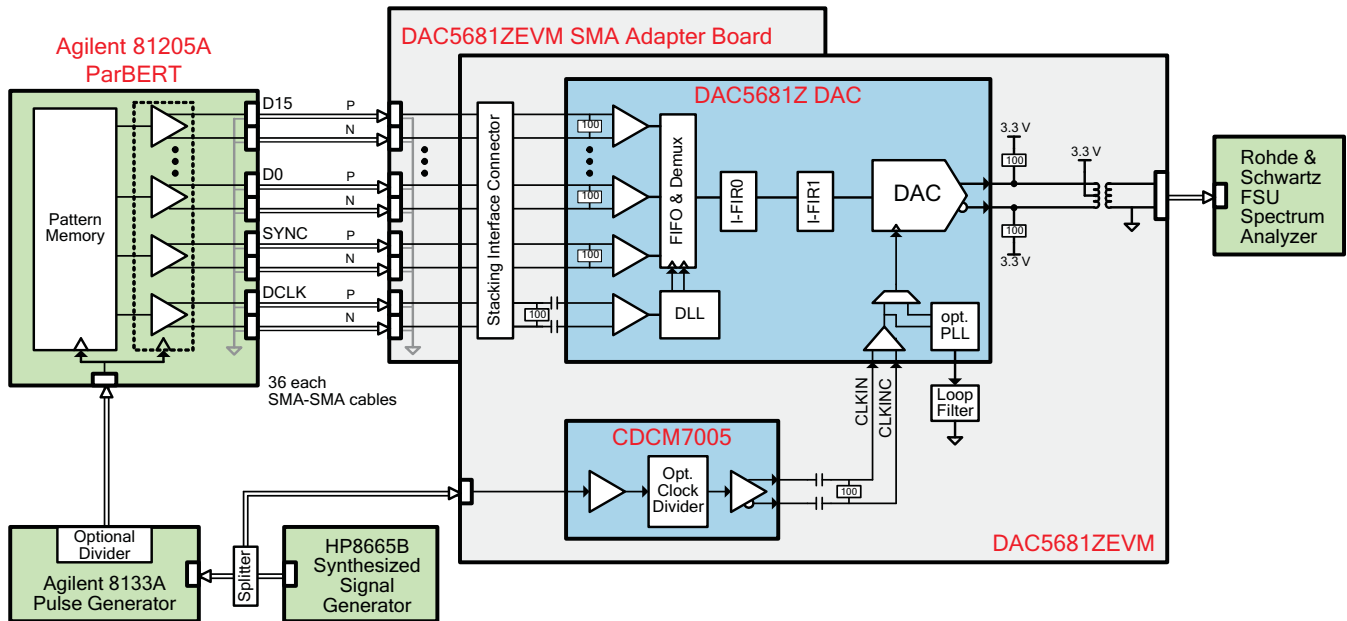 Agilent 81205A
ParBERT
Pattern
Memory
D15
P
N
D0
P
N
SYNC
P
N
DCLK
P
N
36 each
SMA-SMA cables
DAC5681ZEVM SMA Adapter Board
Stacking Interface Connector
DAC5681Z DAC
100
100
100
100
FIFO & Demux
DLL
I-FIR0
I-FIR1
DAC
opt.
PLL
Loop
Filter
CLKIN
CLKINC
3.3 V
100
100
3.3 V
3.3 V
Rohde &
Schwartz
FSU
Spectrum
Analyzer
CDCM7005
Opt.
Clock
Divider
100
DAC5681ZEVM
Optional
Divider
Agilent 8133A
Pulse Generator
Splitter
HP8665B
Synthesized
Signal
Generator